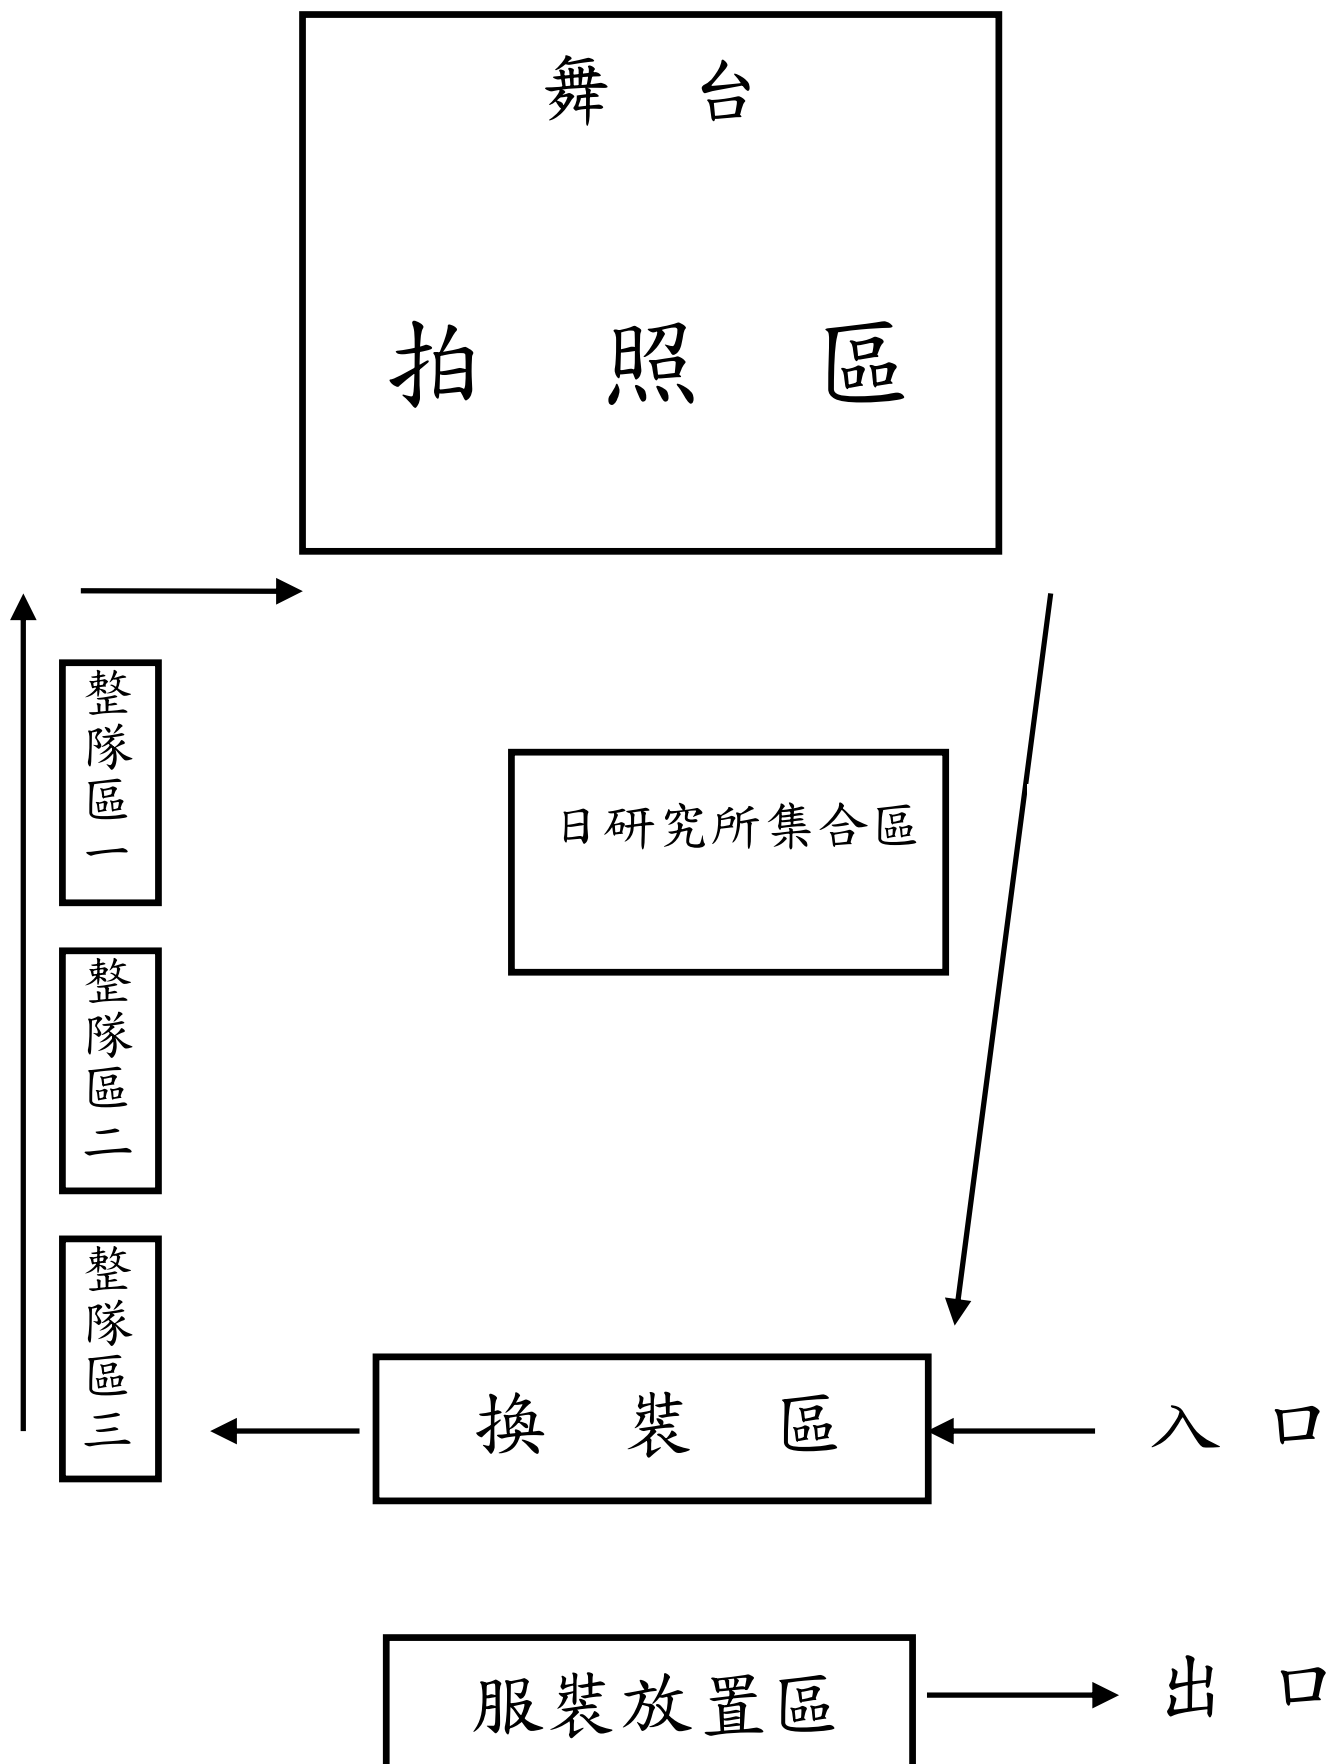 舞 台
拍 照 區
整隊區一
日研究所集合區
整隊區二
整隊區三
換 裝 區
入 口
服裝放置區
出 口